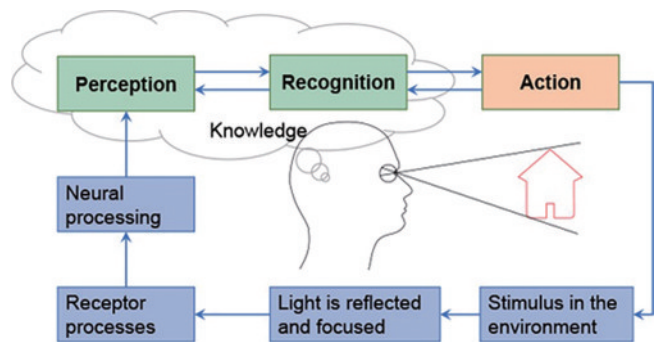 Perception
Recognition
Action
Knowledge
Neural
processing
Receptor
processes
Light is reflected
and focused
Stimulus in the
environment